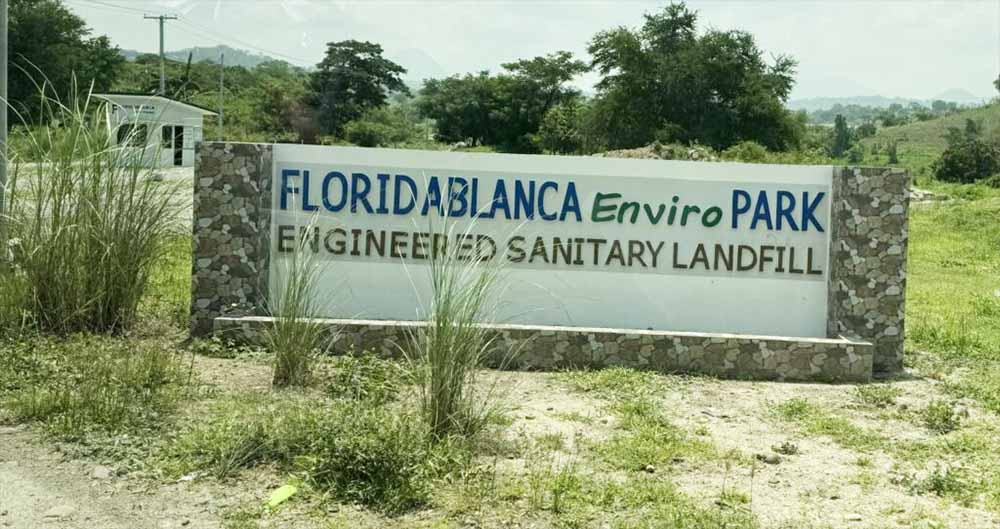 FLORIDABLANCA Enviro PARK
ENGINEERED SANITARY LANDFILL